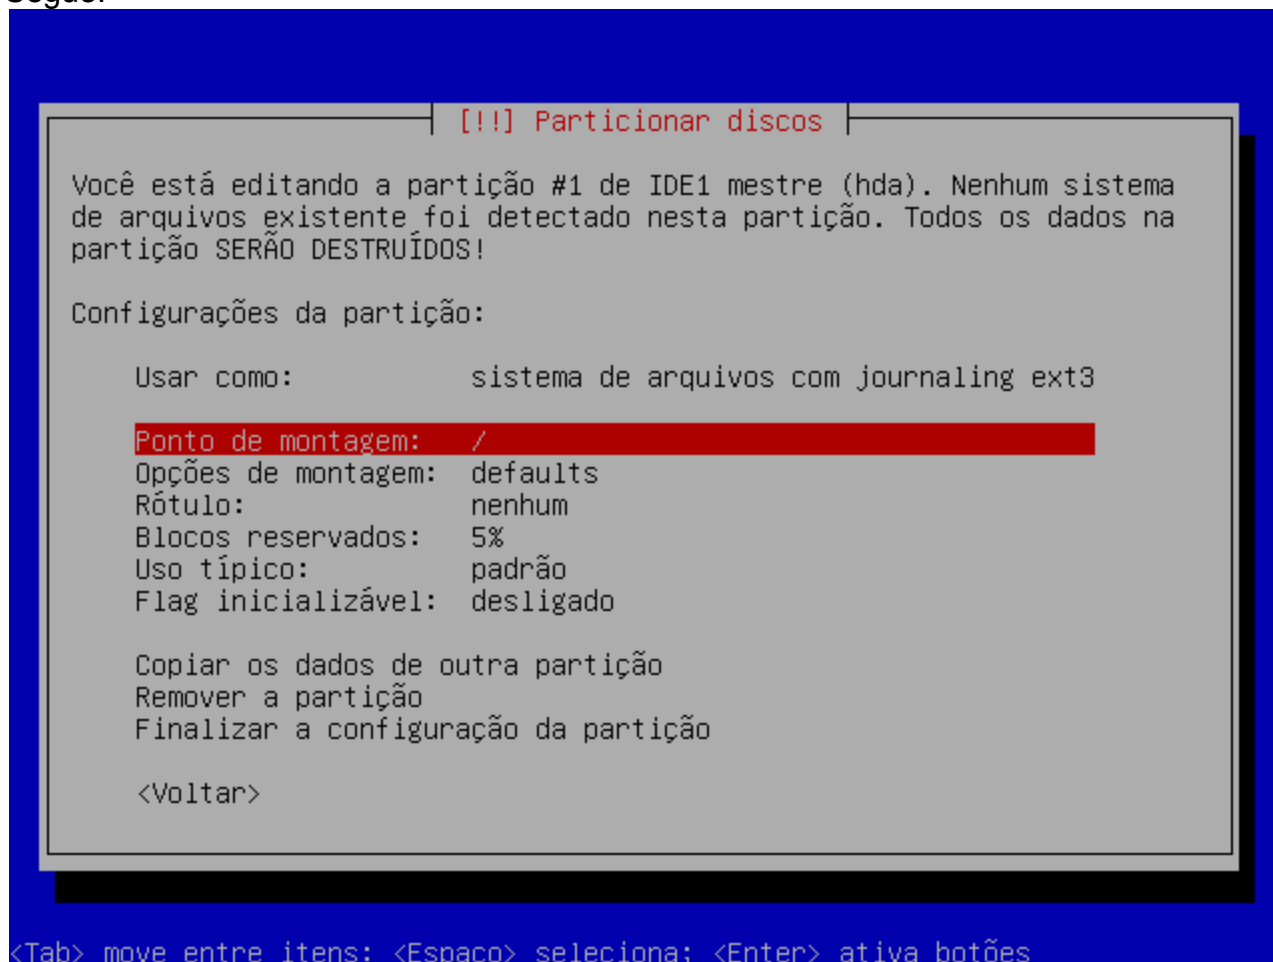 [!!] Particionar discos
Você está editando a partição #1 de IDE1 mestre (hda). Nenhum sistema
de arquivos existente foi detectado nesta partição. Todos os dados na
partição SERÃO DESTRUÍDOS!
Configurações da partição:
Usar como: sistema de arquivos com journaling ext3
Ponto de montagem: /
Opções de montagem: defaults
Rótulo: nenhum
Blocos reservados: 5%
Uso típico: padrão
Flag inicializável: desligado
Copiar os dados de outra partição
Remover a partição
Finalizar a configuração da partição
<Voltar>
<Tab> move entre itens; <Espaço> seleciona; <Enter> ativa botões